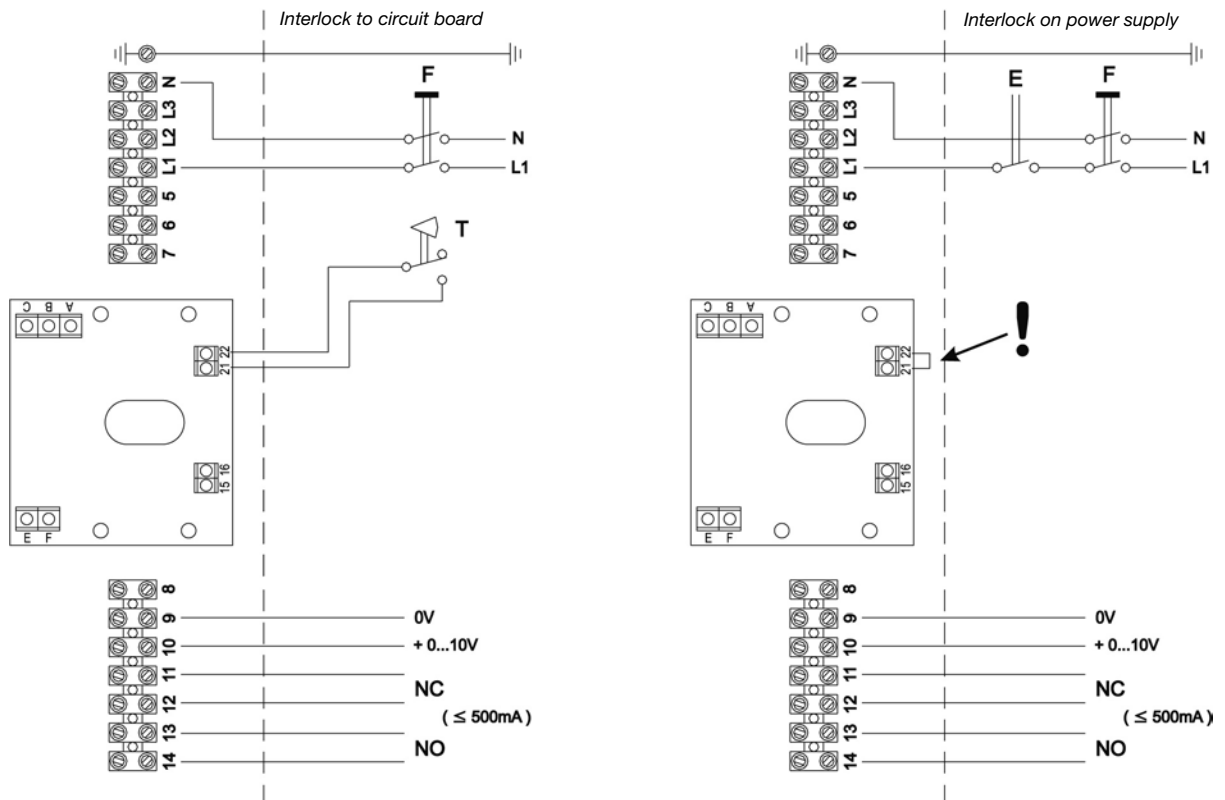 Interlock to circuit board
N
L3
L2
L1
5
6
7
F
N
L1
T
C B A
22
21
16
15
E F
8
9
10
11
12
13
14
0V
+ 0...10V
NC
( ≤ 500mA )
NO
Interlock on power supply
N
L3
L2
L1
5
6
7
E
F
N
L1
C B A
22
21
!
16
15
E F
8
9
10
11
12
13
14
0V
+ 0...10V
NC
( ≤ 500mA )
NO